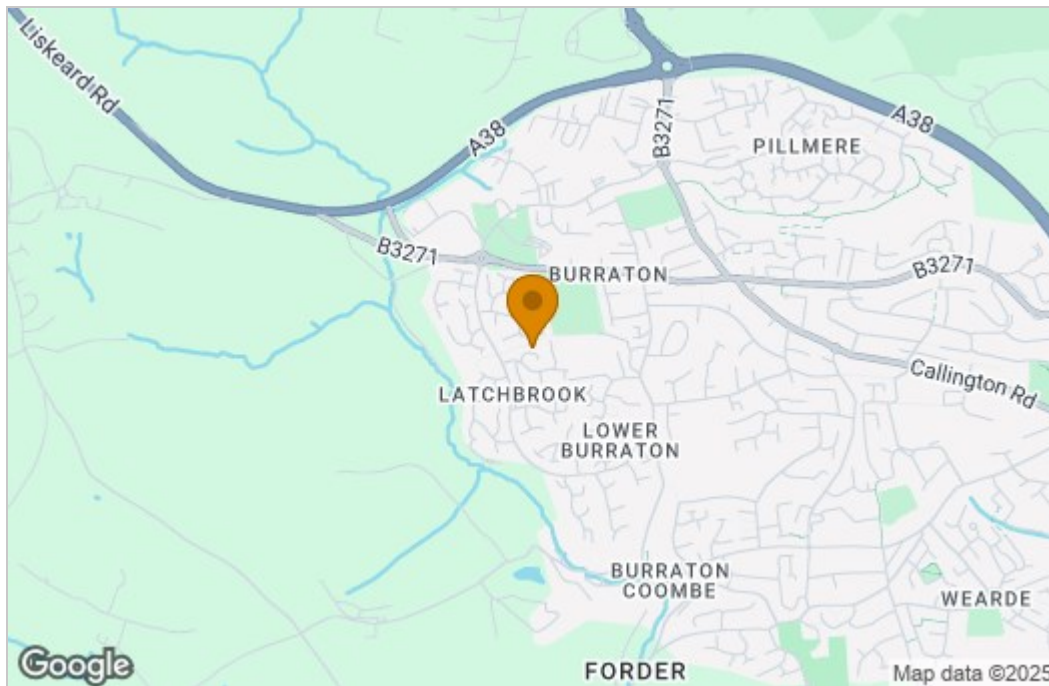 Liskeard Rd
A38
B3271
PILLMERE
A38
B3271
BURRATON
B3271
LATCHBROOK
Callington Rd
LOWER
BURRATON
BURRATON
COOMBE
WEARDE
FORDER
Google
Map data ©2025